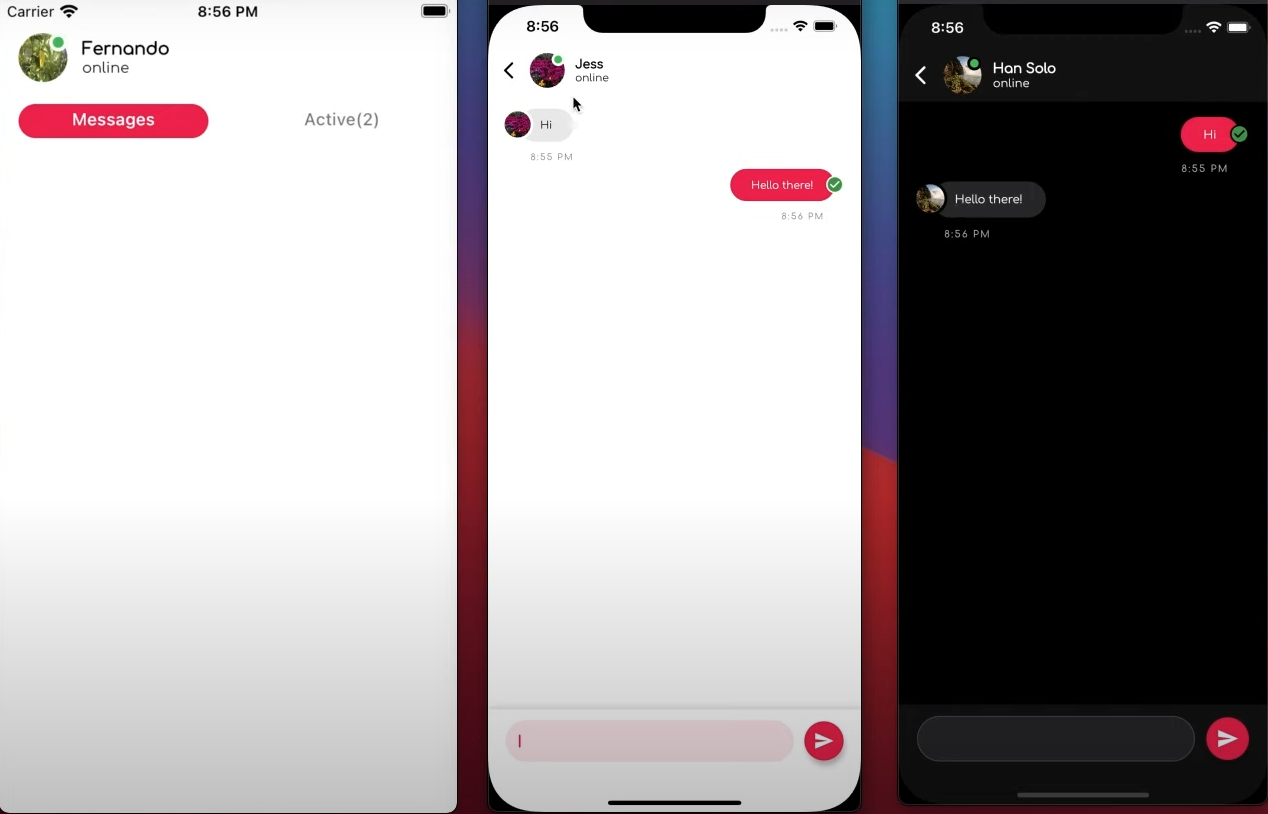 Carrier 8:56 PM
Fernando
online
Messages Active(2)
8:56
Jess
online
Hi
8:55 PM
Hello there!
8:56 PM
8:56
Han Solo
online
Hi
8:55 PM
Hello there!
8:56 PM